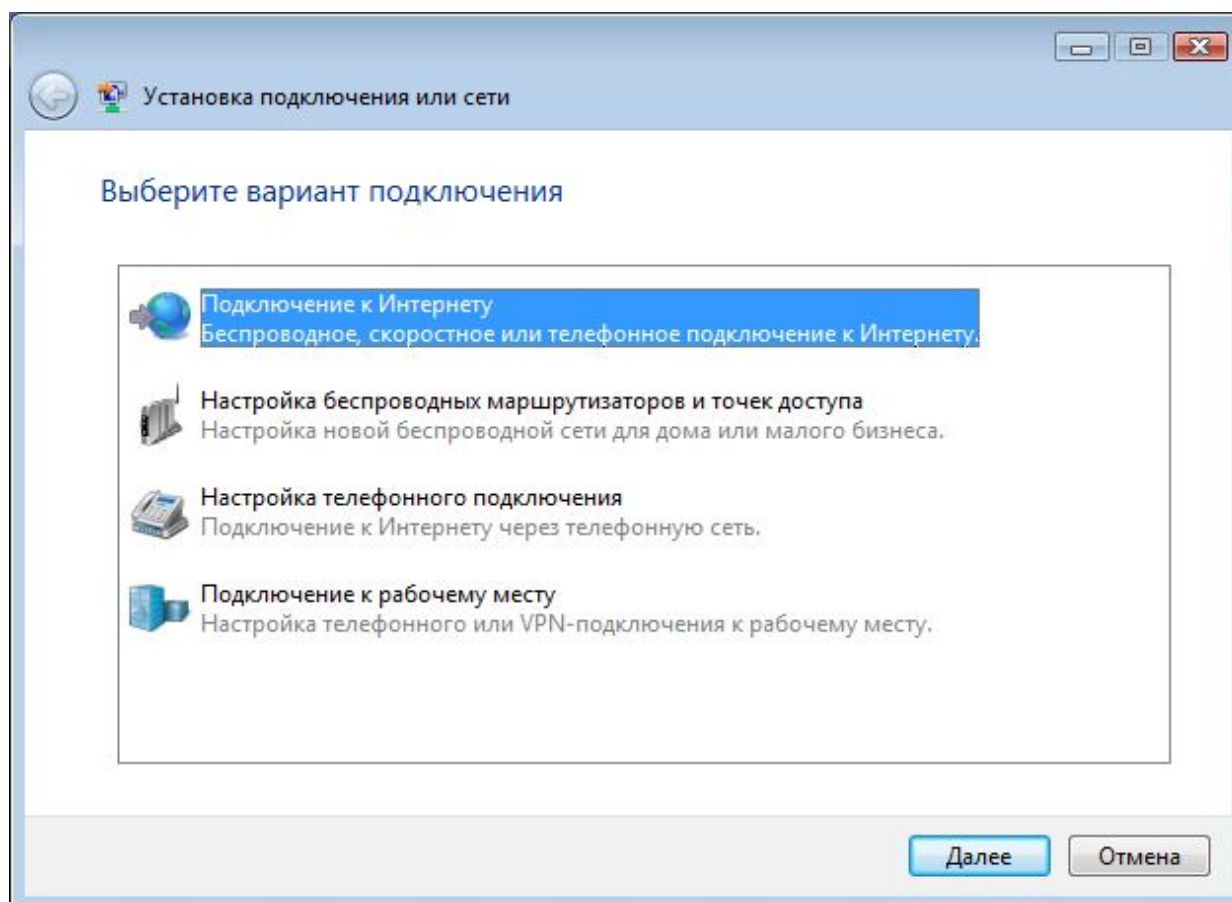 Установка подключения или сети
Выберите вариант подключения
Подключение к Интернету
Беспроводное, скоростное или телефонное подключение к Интернету.
Настройка беспроводных маршрутизаторов и точек доступа
Настройка новой беспроводной сети для дома или малого бизнеса.
Настройка телефонного подключения
Подключение к Интернету через телефонную сеть.
Подключение к рабочему месту
Настройка телефонного или VPN-подключения к рабочему месту.
Далее
Отмена